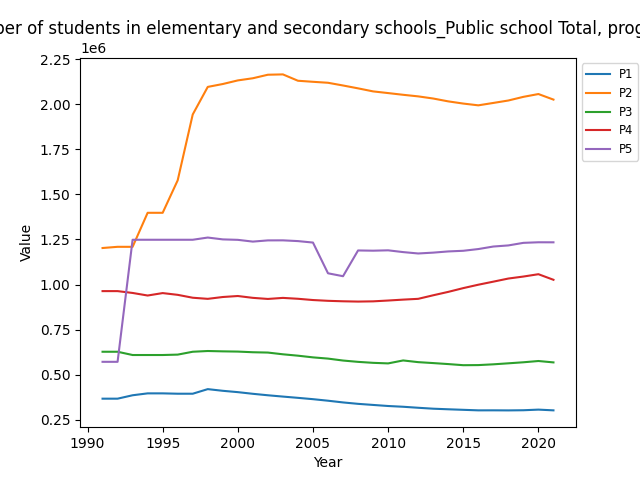 of students in elementary and secondary schools_Public school Total,
1e6
2.25
2.00
1.75
1.50
1.25
1.00
0.75
0.50
0.25
Value
1990 1995 2000 2005 2010 2015 2020
Year
P1
P2
P3
P4
P5